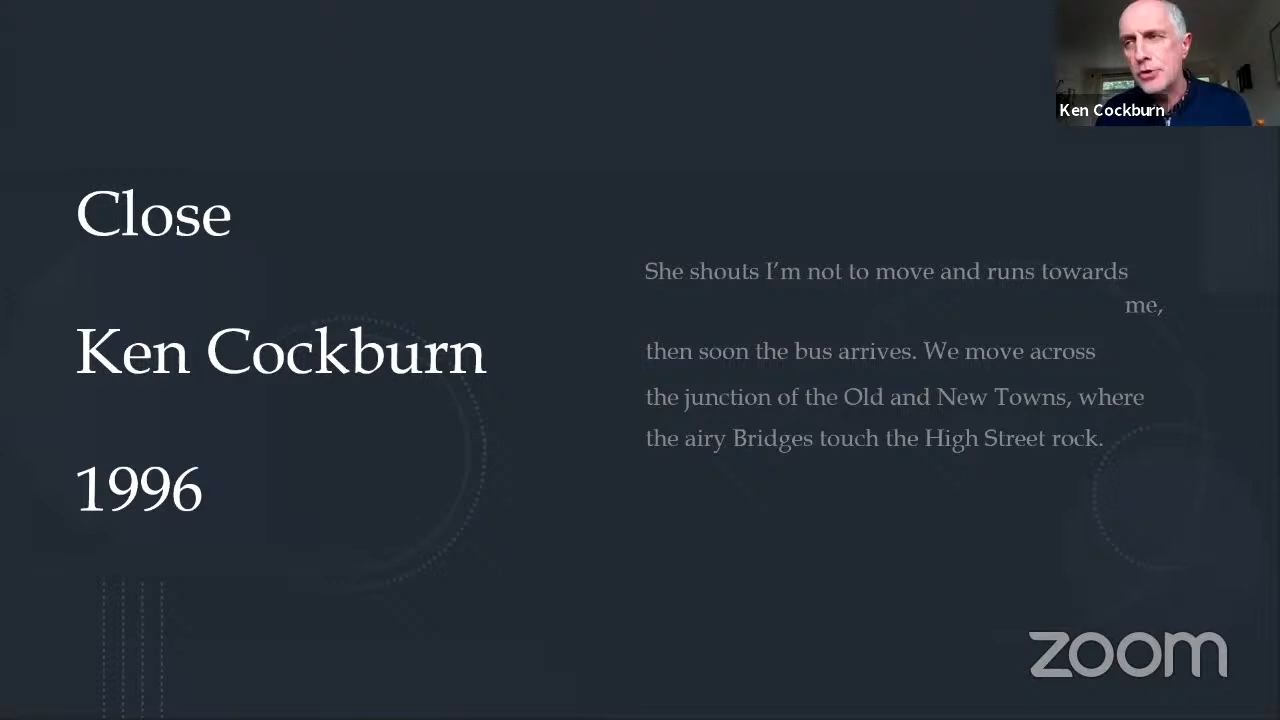 Ken Cockburn
Close
Ken Cockburn
1996
She shouts I’m not to move and runs towards
me,
then soon the bus arrives. We move across
the junction of the Old and New Towns, where
the airy Bridges touch the High Street rock.
zoom